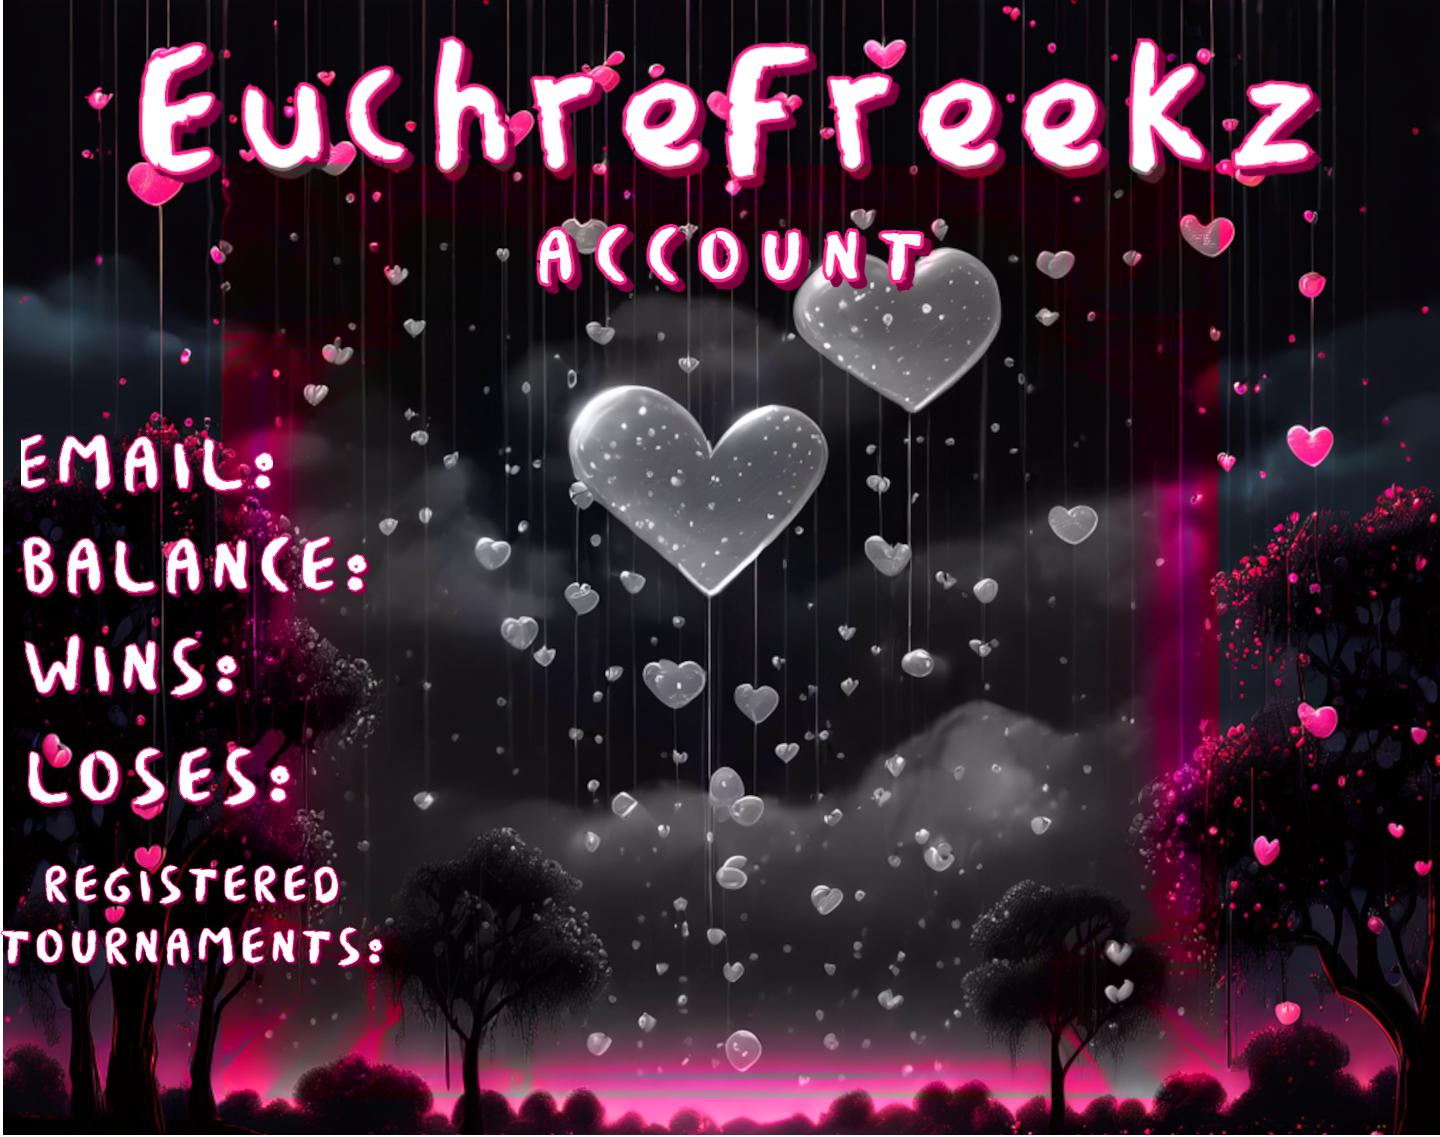 EuchreFreekz
ACCOUNT
EMAIL:
BALANCE:
WINS:
LOSES:
REGISTERED
TOURNAMENTS: